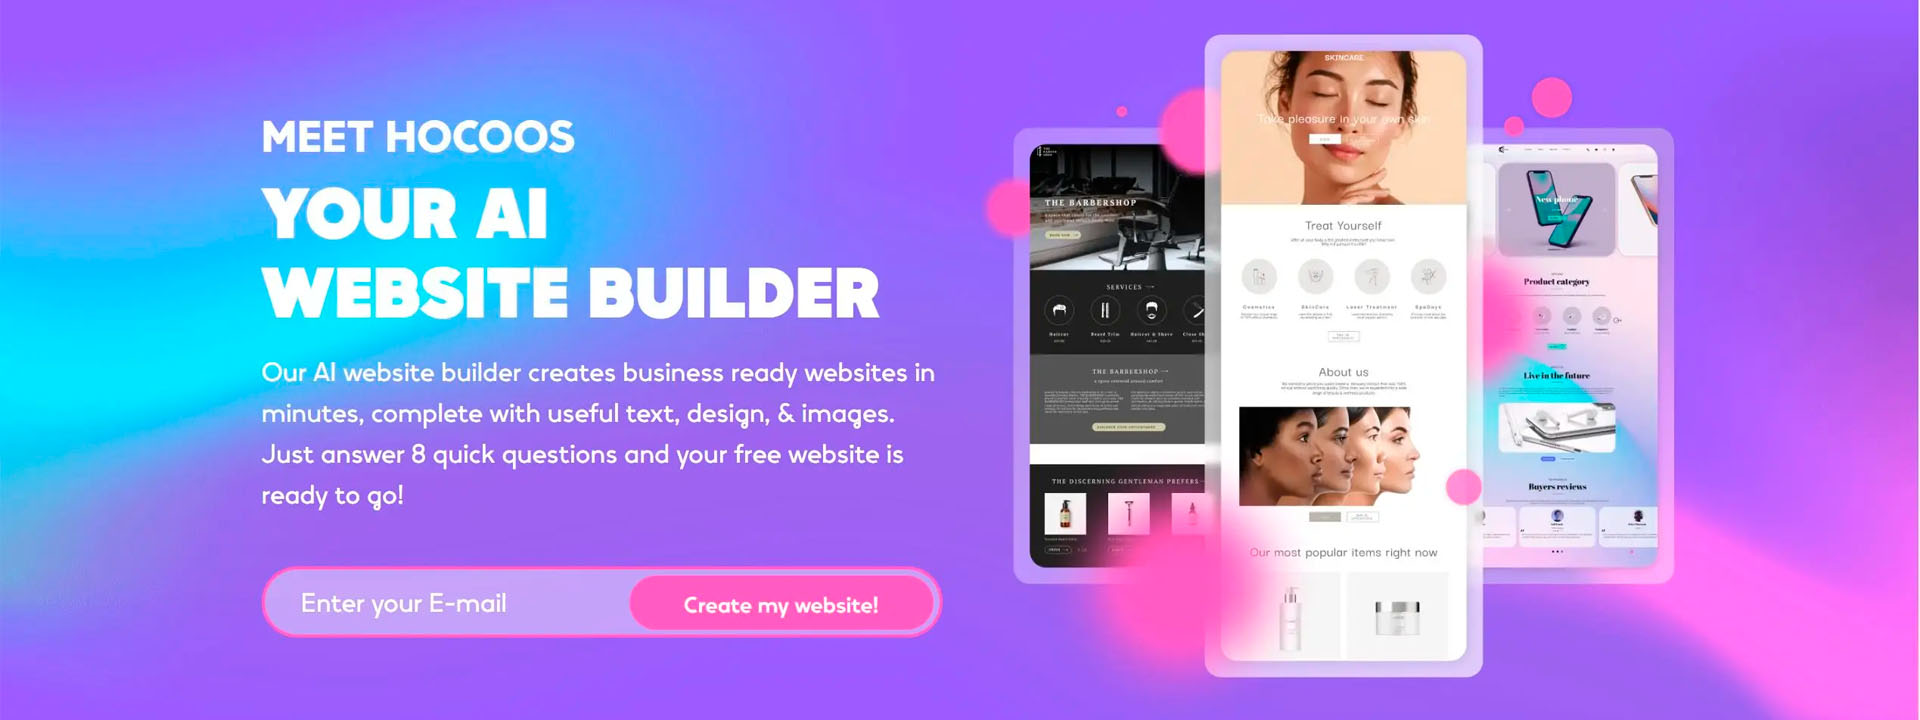 MEET HOCOOS
YOUR AI
WEBSITE BUILDER
Our AI website builder creates business ready websites in
minutes, complete with useful text, design, & images.
Just answer 8 quick questions and your free website is
ready to go!
Enter your E-mail
Create my website!
THE BARBERSHOP
SERVICES
Haircut
Beard Trim
Haircut & Shave
THE BARBERSHOP
a space centered around comfort
THE DISCERNING GENTLEMAN PREFERS
SKINCARE
Take pleasure in your own skin
Treat Yourself
Cosmetics
SkinCare
Laser Treatment
SpaDays
About us
Our most popular items right now
New phone
Product category
Live in the future
Buyers reviews